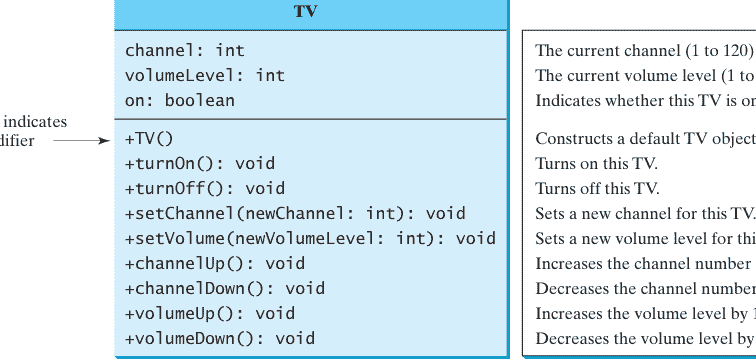 TV
channel: int
The current channel (1 to 120)
volumeLevel: int
The current volume level (1 to
on: boolean
Indicates whether this TV is on
indicates
+TV()
Constructs a default TV object
+turnOn(): void
Turns on this TV.
+turnOff(): void
Turns off this TV.
+setChannel(newChannel: int): void
Sets a new channel for this TV.
+setVolume(newVolumeLevel: int): void
Sets a new volume level for
+channelUp(): void
Increases the channel number
+channelDown(): void
Decreases the channel number
+volumeUp(): void
Increases the volume level by 1
+volumeDown(): void
Decreases the volume level by